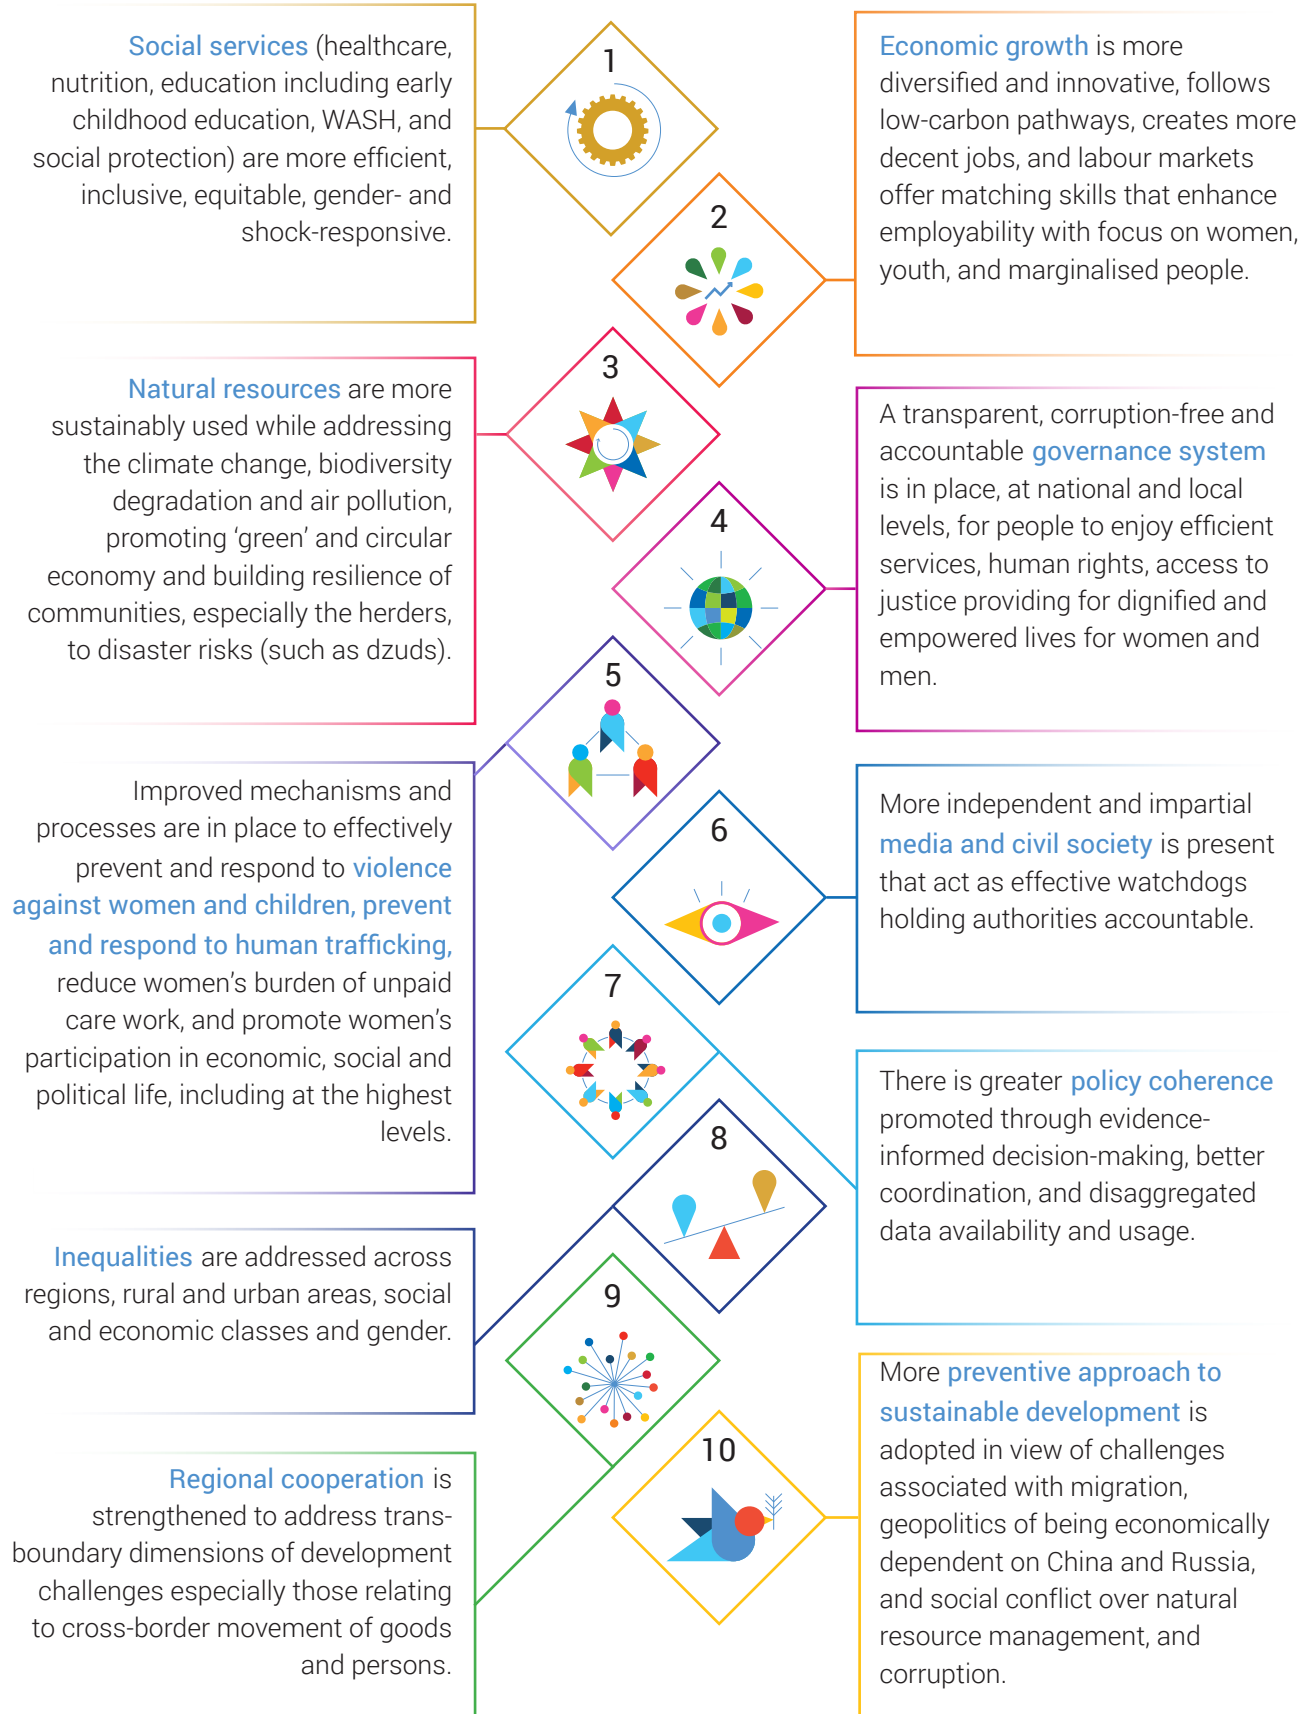 1
Social services (healthcare,
nutrition, education including early
childhood education, WASH, and
social protection) are more efficient,
inclusive, equitable, gender- and
shock-responsive.
2
Economic growth is more
diversified and innovative, follows
low-carbon pathways, creates more
decent jobs, and labour markets
offer matching skills that enhance
employability with focus on women,
youth, and marginalised people.
3
Natural resources are more
sustainably used while addressing
the climate change, biodiversity
degradation and air pollution,
promoting ‘green’ and circular
economy and building resilience of
communities, especially the herders,
to disaster risks (such as dzuds).
4
A transparent, corruption-free and
accountable governance system
is in place, at national and local
levels, for people to enjoy efficient
services, human rights, access to
justice providing for dignified and
empowered lives for women and
men.
5
Improved mechanisms and
processes are in place to effectively
prevent and respond to violence
against women and children, prevent
and respond to human trafficking,
reduce women’s burden of unpaid
care work, and promote women’s
participation in economic, social and
political life, including at the highest
levels.
6
More independent and impartial
media and civil society is present
that act as effective watchdogs
holding authorities accountable.
7
There is greater policy coherence
promoted through evidence-
informed decision-making, better
coordination, and disaggregated
data availability and usage.
8
Inequalities are addressed across
regions, rural and urban areas, social
and economic classes and gender.
9
Regional cooperation is
strengthened to address trans-
boundary dimensions of development
challenges especially those relating
to cross-border movement of goods
and persons.
10
More preventive approach to
sustainable development is
adopted in view of challenges
associated with migration,
geopolitics of being economically
dependent on China and Russia,
and social conflict over natural
resource management, and
corruption.